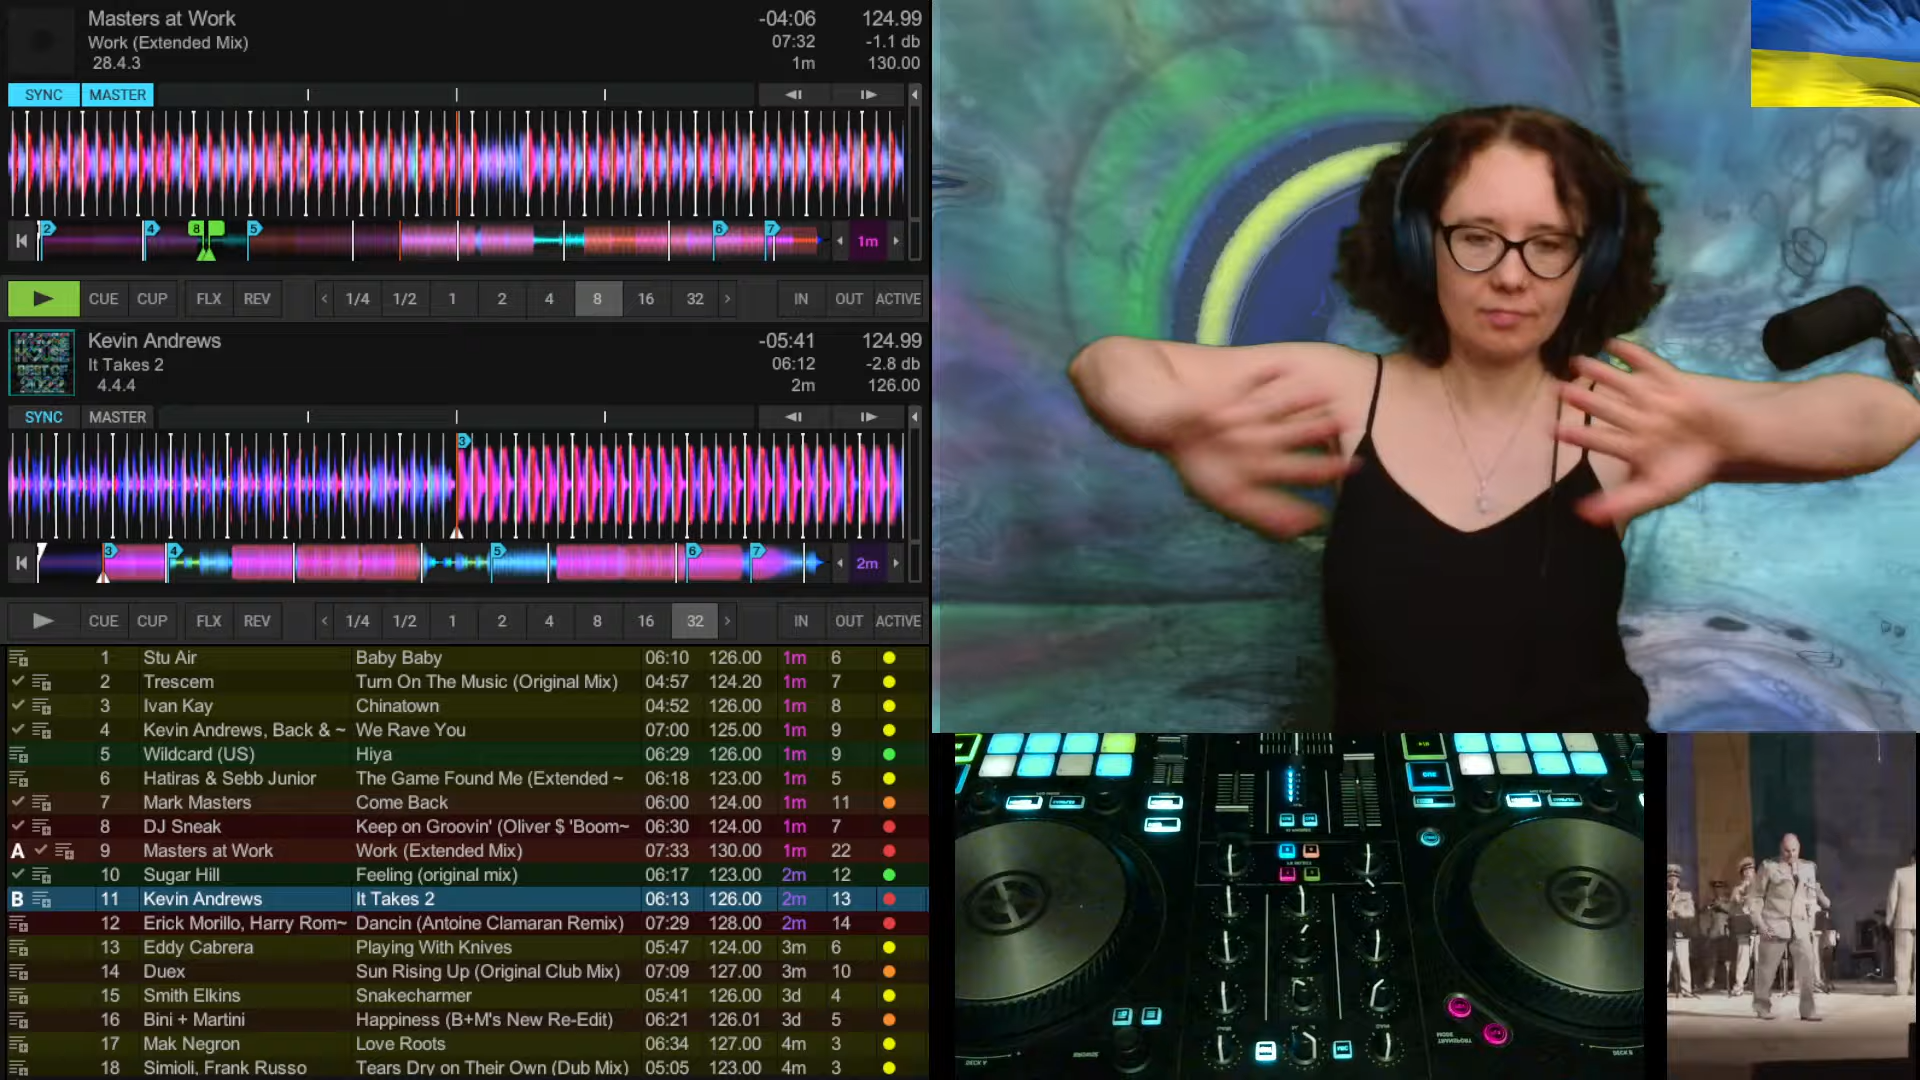 Masters at Work -04:06 124.99
Work (Extended Mix) 07:32 -1.1 db
28.4.3 1m 130.00
SYNC MASTER
2 4 8 5 6 7 1m
CUE CUP FLX REV 1/4 1/2 1 2 4 8 16 32 IN OUT ACTIVE
Kevin Andrews -05:41 124.99
It Takes 2 06:12 -2.8 db
4.4.4 2m 126.00
HOUSE
BEST OF
2022
SYNC MASTER
3
3 4 5 6 7 2m
CUE CUP FLX REV 1/4 1/2 1 2 4 8 16 32 IN OUT ACTIVE
1 Stu Air Baby Baby 06:10 126.00 1m 6
2 Trescem Turn On The Music (Original Mix) 04:57 124.20 1m 7
3 Ivan Kay Chinatown 04:52 126.00 1m 8
4 Kevin Andrews, Back & ~ We Rave You 07:00 125.00 1m 9
5 Wildcard (US) Hiya 06:29 126.00 1m 9
6 Hatiras & Sebb Junior The Game Found Me (Extended ~ 06:18 123.00 1m 5
7 Mark Masters Come Back 06:00 124.00 1m 11
8 DJ Sneak Keep on Groovin' (Oliver $ 'Boom~ 06:30 124.00 1m 7
A 9 Masters at Work Work (Extended Mix) 07:33 130.00 1m 22
10 Sugar Hill Feeling (original mix) 06:17 123.00 2m 12
B 11 Kevin Andrews It Takes 2 06:13 126.00 2m 13
12 Erick Morillo, Harry Rom~ Dancin (Antoine Clamaran Remix) 07:29 128.00 2m 14
13 Eddy Cabrera Playing With Knives 05:47 124.00 3m 6
14 Duex Sun Rising Up (Original Club Mix) 07:09 127.00 3m 10
15 Smith Elkins Snakecharmer 05:41 126.00 3d 4
16 Bini + Martini Happiness (B+M's New Re-Edit) 06:21 126.01 3d 5
17 Mak Negron Love Roots 06:34 127.00 4m 3
18 Simioli, Frank Russo Tears Dry on Their Own (Dub Mix) 05:05 123.00 4m 3